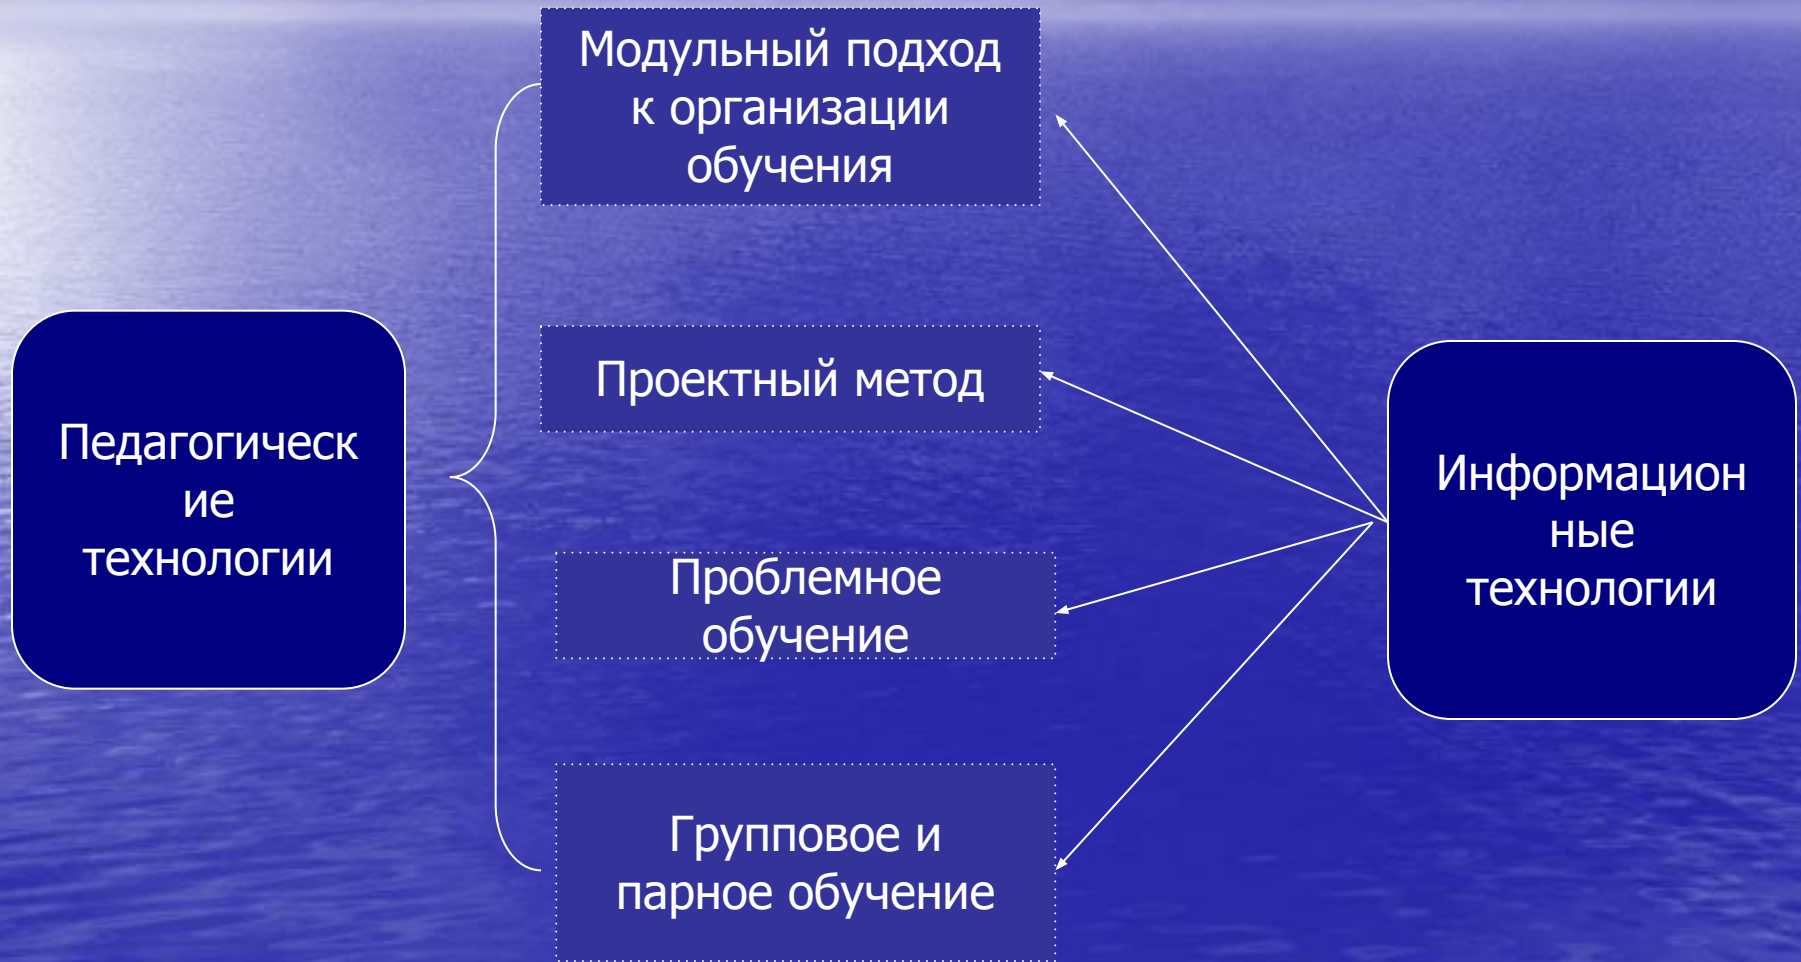 Модульный подход
к организации
обучения
Педагогическ
ие
технологии
Проектный метод
Проблемное
обучение
Групповое и
парное обучение
Информацион
ные
технологии